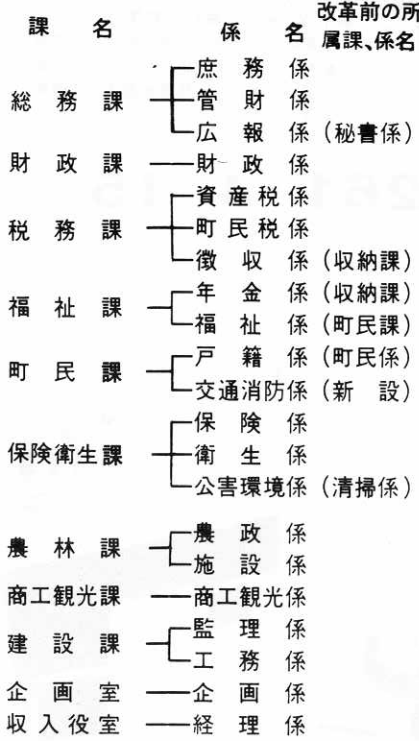 課名 係名 改革前の所属課、係名
総務課 庶務係
管財係
広報係(秘書係)
財政課 財政係
税務課 資産税係
町民税係
徴収係(収納課)
福祉課 年金係(収納課)
福祉係(町民課)
町民課 戸籍係(町民係)
交通消防係(新設)
保険衛生課 保険係
衛生係
公害環境係(清掃係)
農林課 農政係
施設係
商工観光課 商工観光係
建設課 監理係
工務係
企画室 企画係
収入役室 経理係